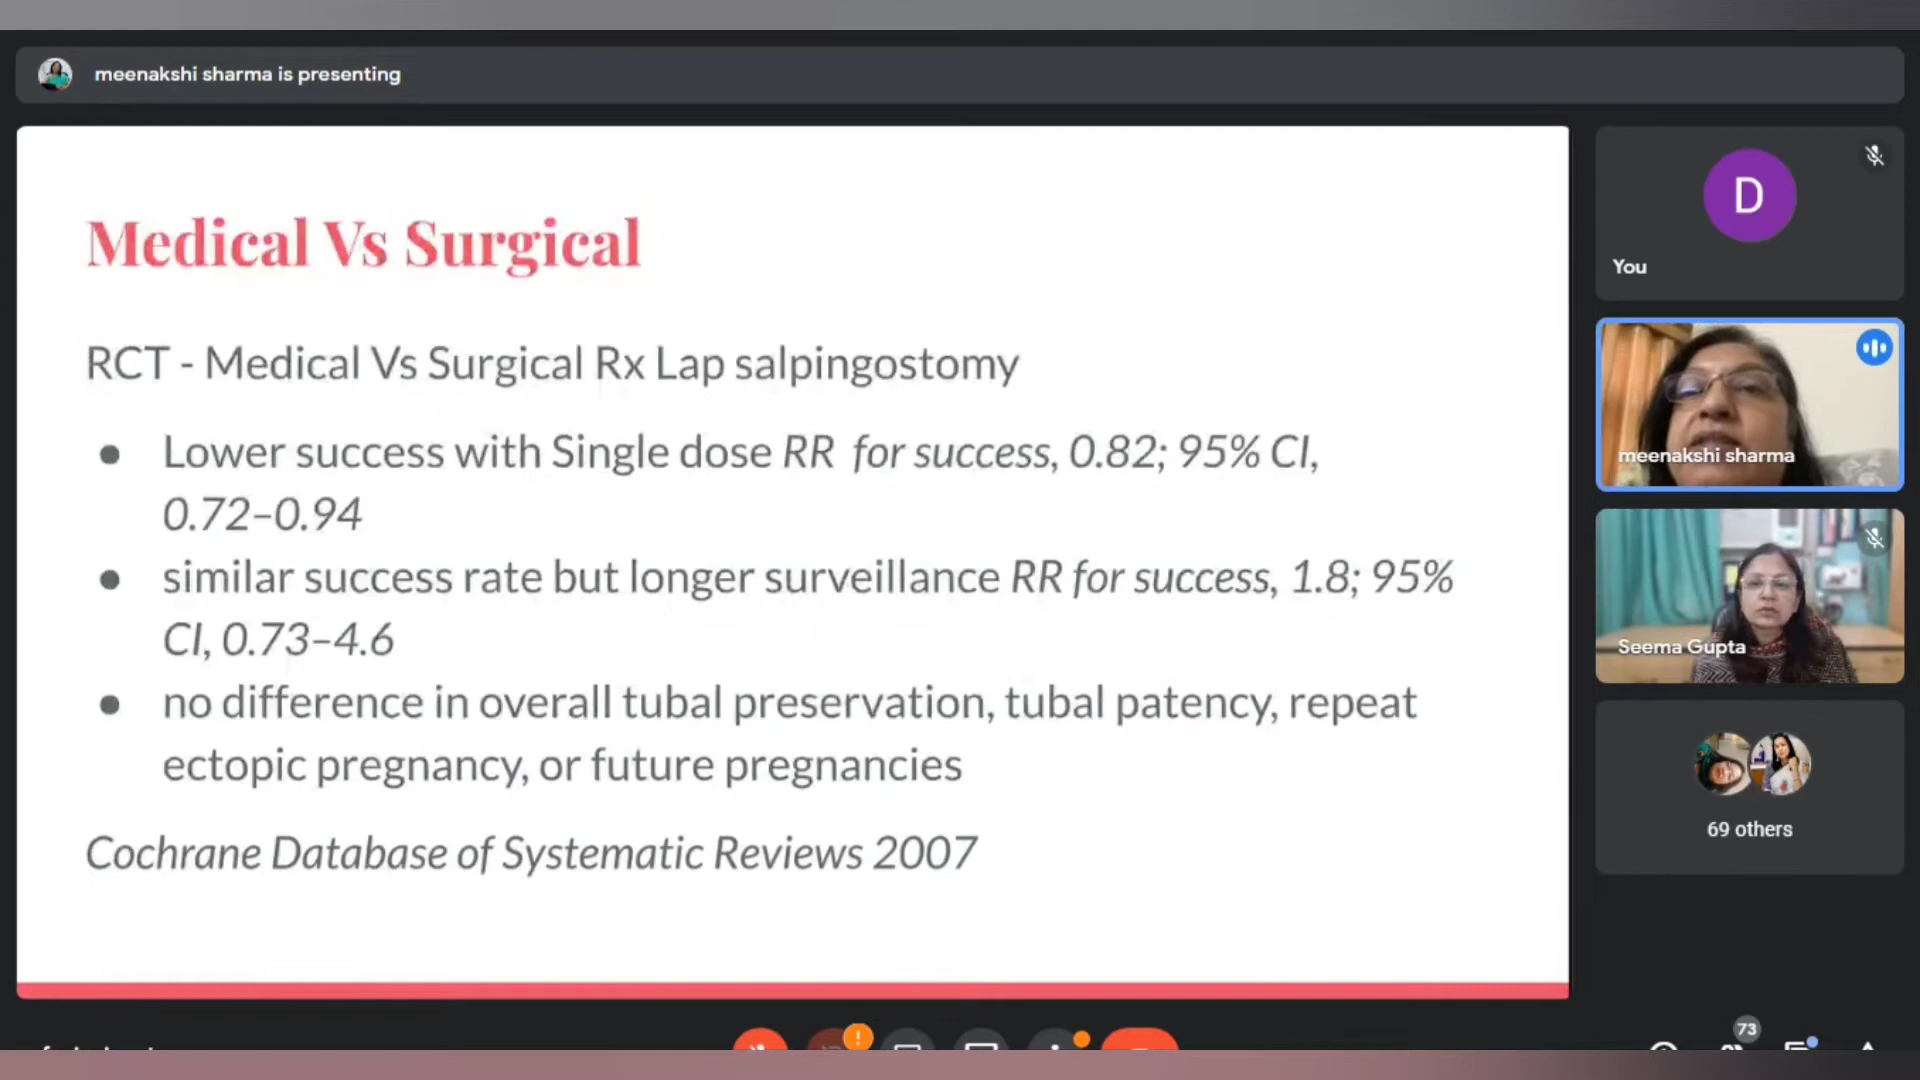 meenakshi sharma is presenting
Medical Vs Surgical
RCT - Medical Vs Surgical Rx Lap salpingostomy
● Lower success with Single dose RR for success, 0.82; 95% CI,
0.72–0.94
● similar success rate but longer surveillance RR for success, 1.8; 95%
CI, 0.73–4.6
● no difference in overall tubal preservation, tubal patency, repeat
ectopic pregnancy, or future pregnancies
Cochrane Database of Systematic Reviews 2007
D
You
meenakshi sharma
Seema Gupta
69 others
!
73